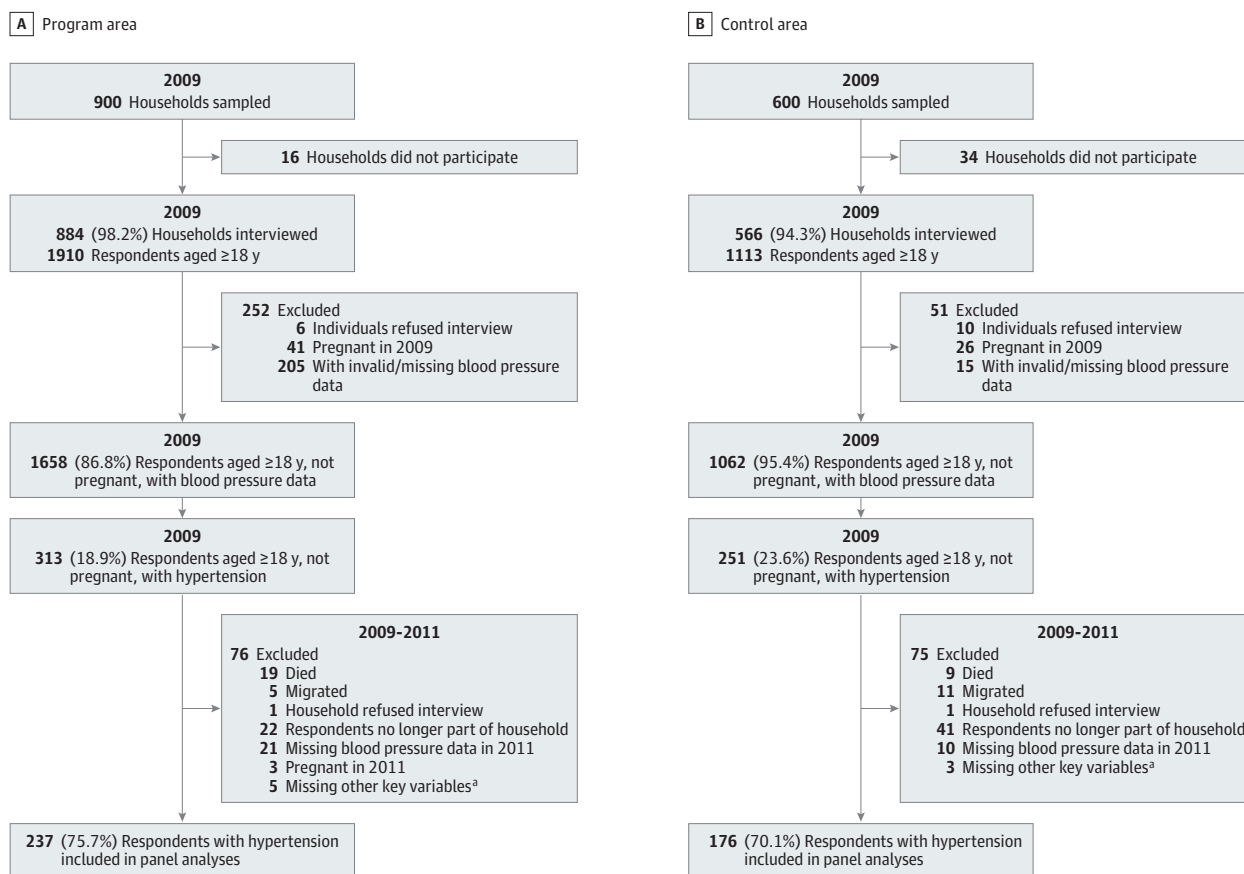 A Program area
2009
900 Households sampled
16 Households did not participate
2009
884 (98.2%) Households interviewed
1910 Respondents aged ≥18 y
252 Excluded
6 Individuals refused interview
41 Pregnant in 2009
205 With invalid/missing blood pressure
data
2009
1658 (86.8%) Respondents aged ≥18 y, not
pregnant, with blood pressure data
2009
313 (18.9%) Respondents aged ≥18 y, not
pregnant, with hypertension
2009-2011
76 Excluded
19 Died
5 Migrated
1 Household refused interview
22 Respondents no longer part of household
21 Missing blood pressure data in 2011
3 Pregnant in 2011
5 Missing other key variablesᵃ
237 (75.7%) Respondents with hypertension
included in panel analyses
B Control area
2009
600 Households sampled
34 Households did not participate
2009
566 (94.3%) Households interviewed
1113 Respondents aged ≥18 y
51 Excluded
10 Individuals refused interview
26 Pregnant in 2009
15 With invalid/missing blood pressure
data
2009
1062 (95.4%) Respondents aged ≥18 y, not
pregnant, with blood pressure data
2009
251 (23.6%) Respondents aged ≥18 y, not
pregnant, with hypertension
2009-2011
75 Excluded
9 Died
11 Migrated
1 Household refused interview
41 Respondents no longer part of household
10 Missing blood pressure data in 2011
3 Missing other key variablesᵃ
176 (70.1%) Respondents with hypertension
included in panel analyses